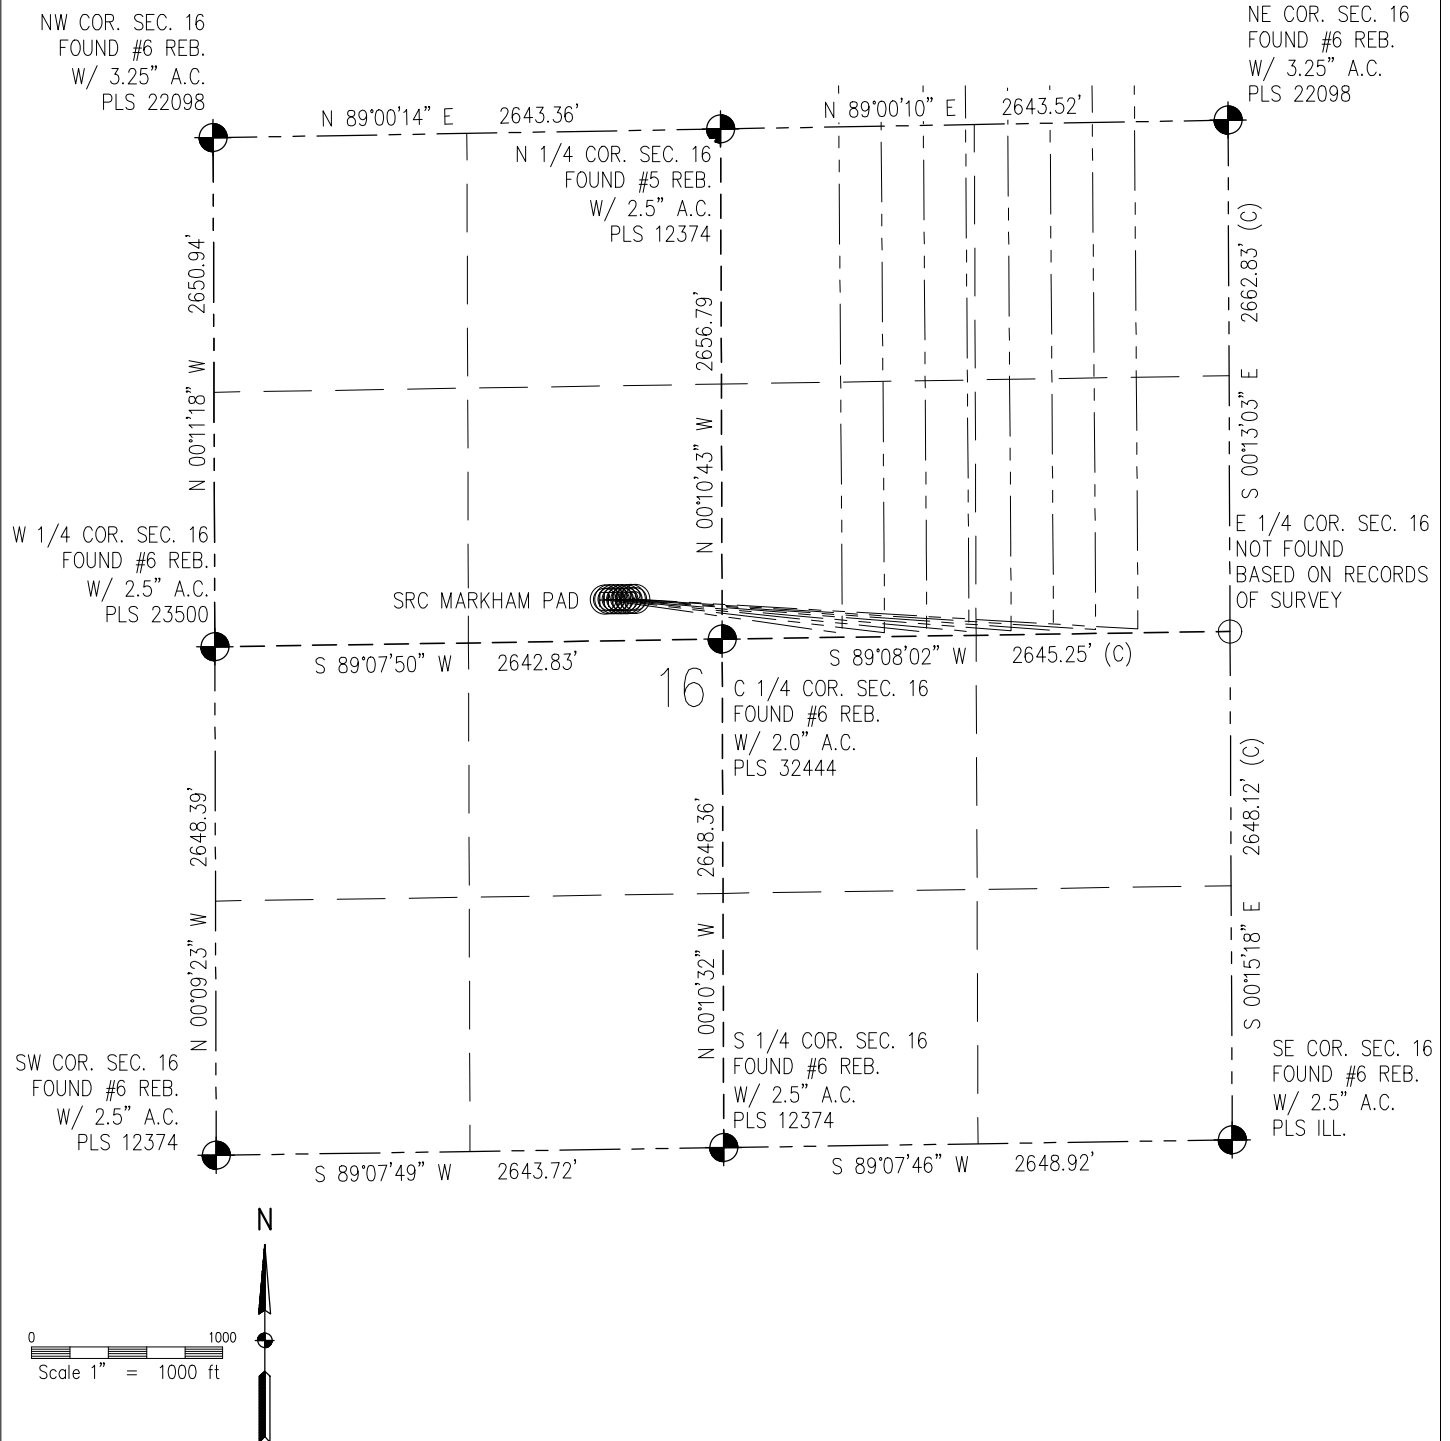 NW COR. SEC. 16
FOUND #6 REB.
W/ 3.25" A.C.
PLS 22098
NE COR. SEC. 16
FOUND #6 REB.
W/ 3.25" A.C.
PLS 22098
N 89°00'14" E 2643.36'
N 89°00'10" E 2643.52'
N 1/4 COR. SEC. 16
FOUND #5 REB.
W/ 2.5" A.C.
PLS 12374
N 00°11'18" W 2650.94'
N 00°10'43" W 2656.79'
S 00°13'03" E 2662.83' (C)
W 1/4 COR. SEC. 16
FOUND #6 REB.
W/ 2.5" A.C.
PLS 23500
E 1/4 COR. SEC. 16
NOT FOUND
BASED ON RECORDS
OF SURVEY
SRC MARKHAM PAD
S 89°07'50" W 2642.83'
S 89°08'02" W 2645.25' (C)
16
C 1/4 COR. SEC. 16
FOUND #6 REB.
W/ 2.0" A.C.
PLS 32444
N 00°09'23" W 2648.39'
N 00°10'32" W 2648.36'
S 00°15'18" E 2648.12' (C)
SW COR. SEC. 16
FOUND #6 REB.
W/ 2.5" A.C.
PLS 12374
S 1/4 COR. SEC. 16
FOUND #6 REB.
W/ 2.5" A.C.
PLS 12374
SE COR. SEC. 16
FOUND #6 REB.
W/ 2.5" A.C.
PLS ILL.
S 89°07'49" W 2643.72'
S 89°07'46" W 2648.92'
N
0 1000
Scale 1" = 1000 ft